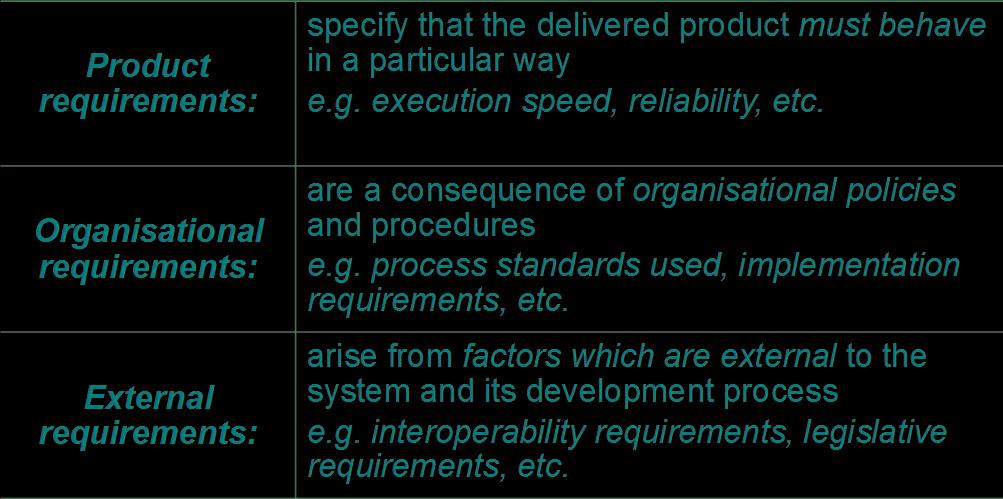 Product
requirements:
specify that the delivered product must behave
in a particular way
e.g. execution speed, reliability, etc.
Organisational
requirements:
are a consequence of organisational policies
and procedures
e.g. process standards used, implementation
requirements, etc.
External
requirements:
arise from factors which are external to the
system and its development process
e.g. interoperability requirements, legislative
requirements, etc.